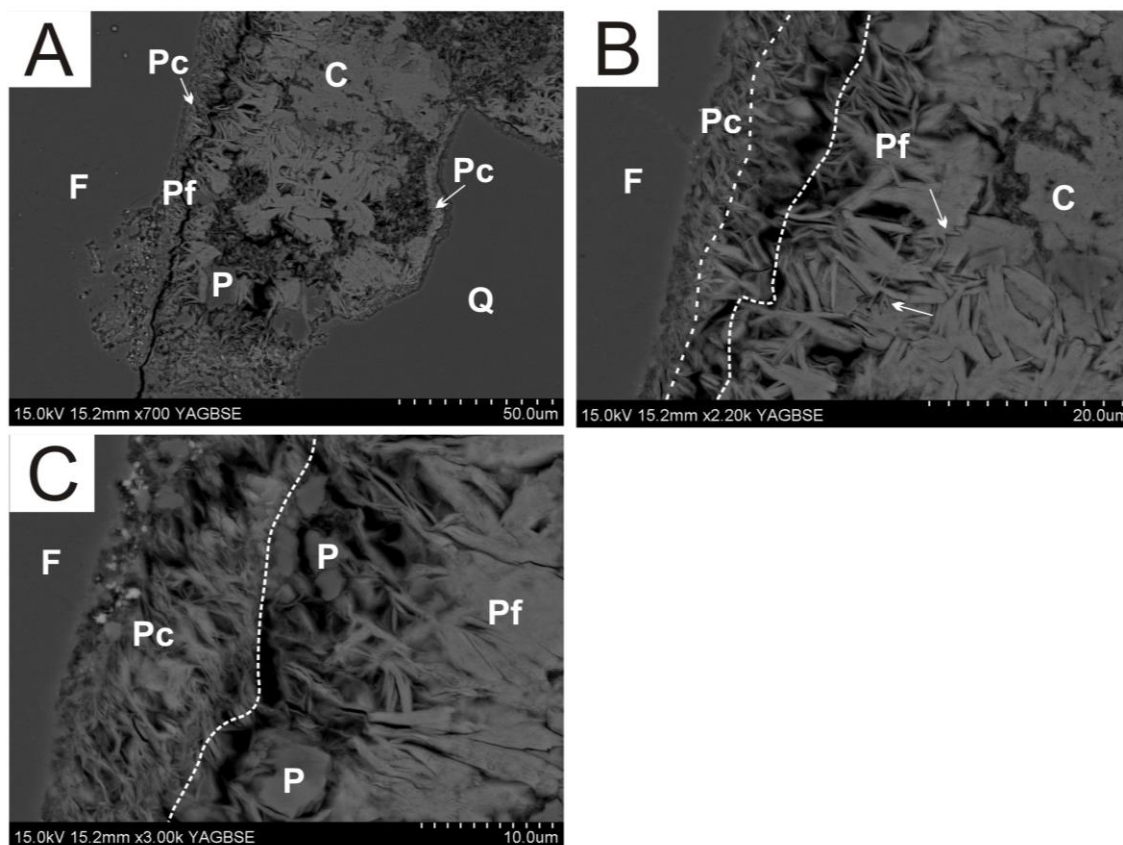 A
Pc
C
F
Pc
Pf
P
Q
15.0kV 15.2mm x700 YAGBSE 50.0um
B
Pc
Pf
F
C
15.0kV 15.2mm x2.20k YAGBSE 20.0um
C
F
P
Pc
Pf
P
15.0kV 15.2mm x3.00k YAGBSE 10.0um